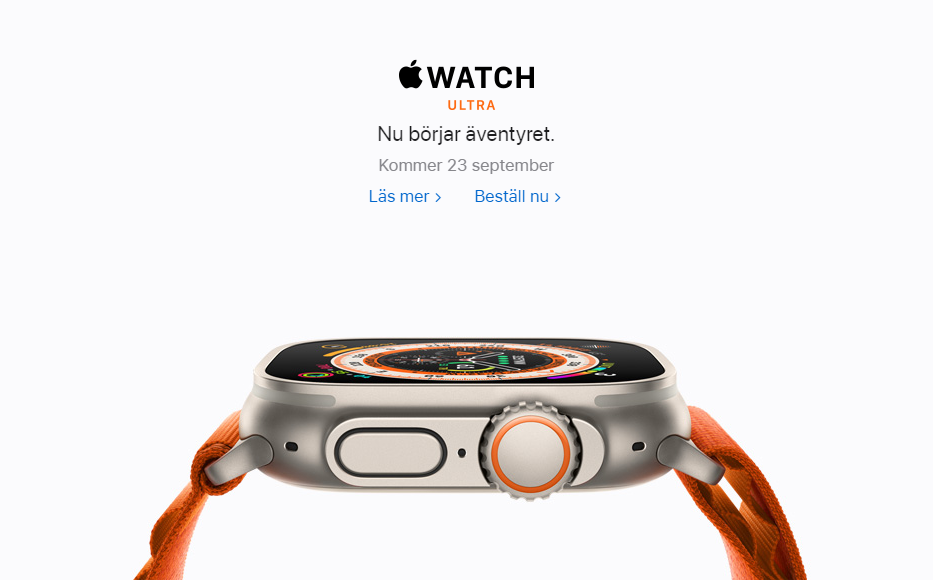 WATCH
ULTRA
Nu börjar äventyret.
Kommer 23 september
Läs mer >
Beställ nu >